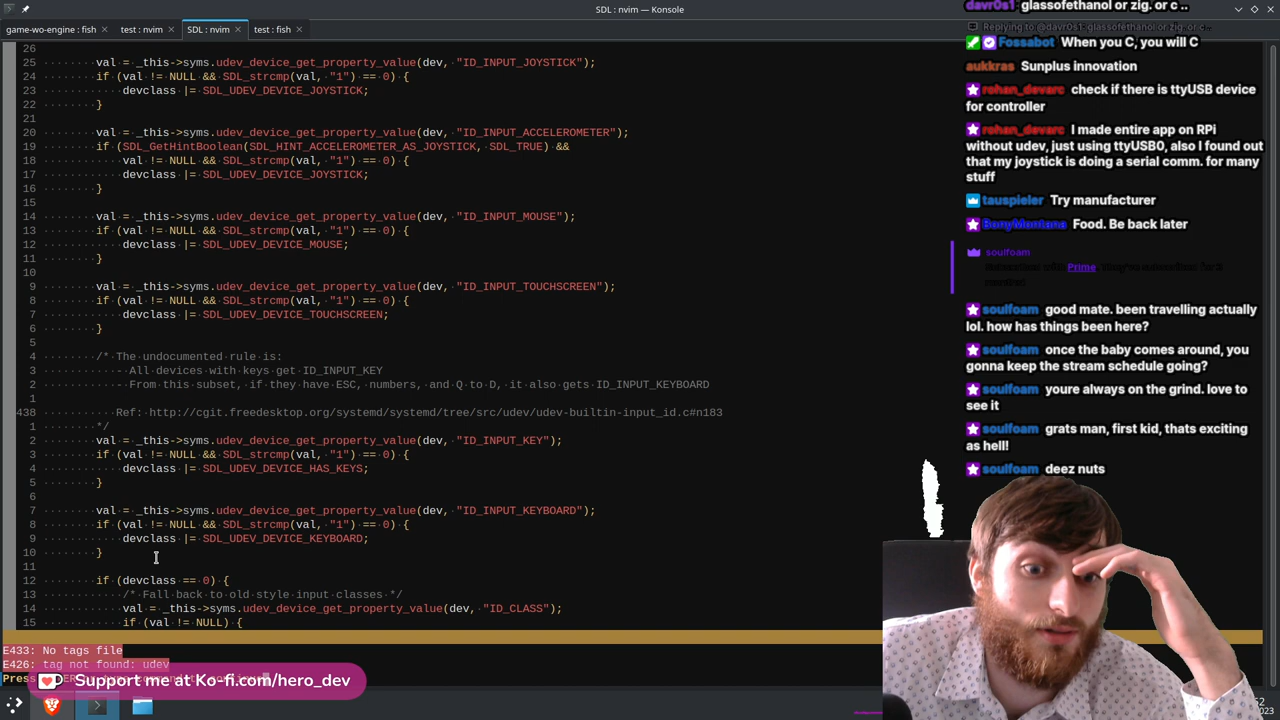 SDL : nvim — Konsole
game-wo-engine : fish
test : nvim
SDL : nvim
test : fish
26
25 val = _this->syms.udev_device_get_property_value(dev, "ID_INPUT_JOYSTICK");
24 if (val != NULL && SDL_strcmp(val, "1") == 0) {
23 devclass |= SDL_UDEV_DEVICE_JOYSTICK;
22 }
21
20 val = _this->syms.udev_device_get_property_value(dev, "ID_INPUT_ACCELEROMETER");
19 if (SDL_GetHintBoolean(SDL_HINT_ACCELEROMETER_AS_JOYSTICK, SDL_TRUE) &&
18 val != NULL && SDL_strcmp(val, "1") == 0) {
17 devclass |= SDL_UDEV_DEVICE_JOYSTICK;
16 }
15
14 val = _this->syms.udev_device_get_property_value(dev, "ID_INPUT_MOUSE");
13 if (val != NULL && SDL_strcmp(val, "1") == 0) {
12 devclass |= SDL_UDEV_DEVICE_MOUSE;
11 }
10
9 val = _this->syms.udev_device_get_property_value(dev, "ID_INPUT_TOUCHSCREEN");
8 if (val != NULL && SDL_strcmp(val, "1") == 0) {
7 devclass |= SDL_UDEV_DEVICE_TOUCHSCREEN;
6 }
5
4 /* The undocumented rule is:
3 - All devices with keys get ID_INPUT_KEY
2 - From this subset, if they have ESC, numbers, and Q to D, it also gets ID_INPUT_KEYBOARD
1
438 Ref: http://cgit.freedesktop.org/systemd/systemd/tree/src/udev/udev-builtin-input_id.c#n183
1 */
2 val = _this->syms.udev_device_get_property_value(dev, "ID_INPUT_KEY");
3 if (val != NULL && SDL_strcmp(val, "1") == 0) {
4 devclass |= SDL_UDEV_DEVICE_HAS_KEYS;
5 }
6
7 val = _this->syms.udev_device_get_property_value(dev, "ID_INPUT_KEYBOARD");
8 if (val != NULL && SDL_strcmp(val, "1") == 0) {
9 devclass |= SDL_UDEV_DEVICE_KEYBOARD;
10 }
11
12 if (devclass == 0) {
13 /* Fall back to old style input classes */
14 val = _this->syms.udev_device_get_property_value(dev, "ID_CLASS");
15 if (val != NULL) {
E433: No tags file
E426: tag not found: udev
Support me at Ko-fi.com/hero_dev
davr0s1 glassofethanol or zig. or c ..
Replying to @davr0s1: glassofethanol or zig. or c...
Fossabot When you C, you will C
aukkras Sunplus innovation
rohan_devarc check if there is ttyUSB device
for controller
rohan_devarc I made entire app on RPi
without udev, just using ttyUSB0, also I found out
that my joystick is doing a serial comm. for many
stuff
tauspieler Try manufacturer
BonyMontana Food. Be back later
soulfoam
Prime
soulfoam good mate. been travelling actually
lol. how has things been here?
soulfoam once the baby comes around, you
gonna keep the stream schedule going?
soulfoam youre always on the grind. love to
see it
soulfoam grats man, first kid, thats exciting
as hell!
soulfoam deez nuts